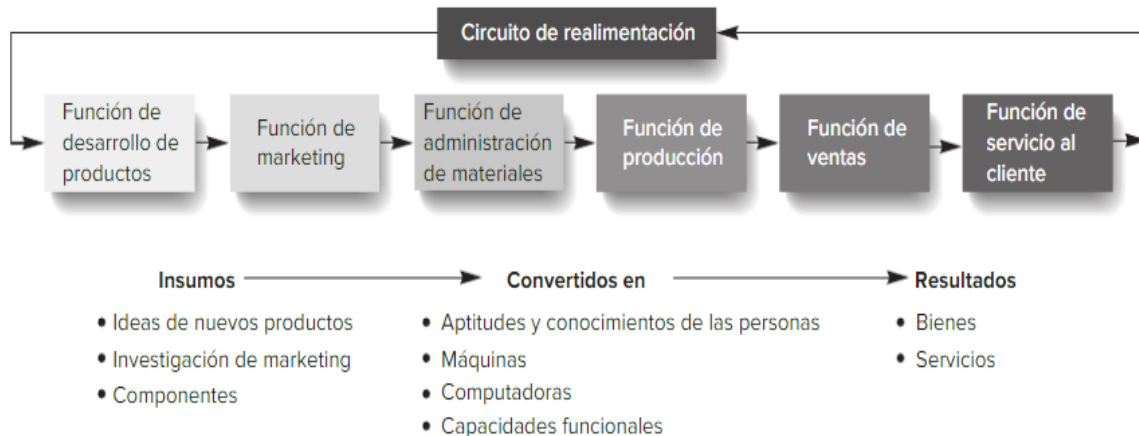 Circuito de realimentación
Función de
desarrollo de
productos
Función de
marketing
Función de
administración
de materiales
Función de
producción
Función de
ventas
Función de
servicio al
cliente
Insumos
• Ideas de nuevos productos
• Investigación de marketing
• Componentes
Convertidos en
• Aptitudes y conocimientos de las personas
• Máquinas
• Computadoras
• Capacidades funcionales
Resultados
• Bienes
• Servicios